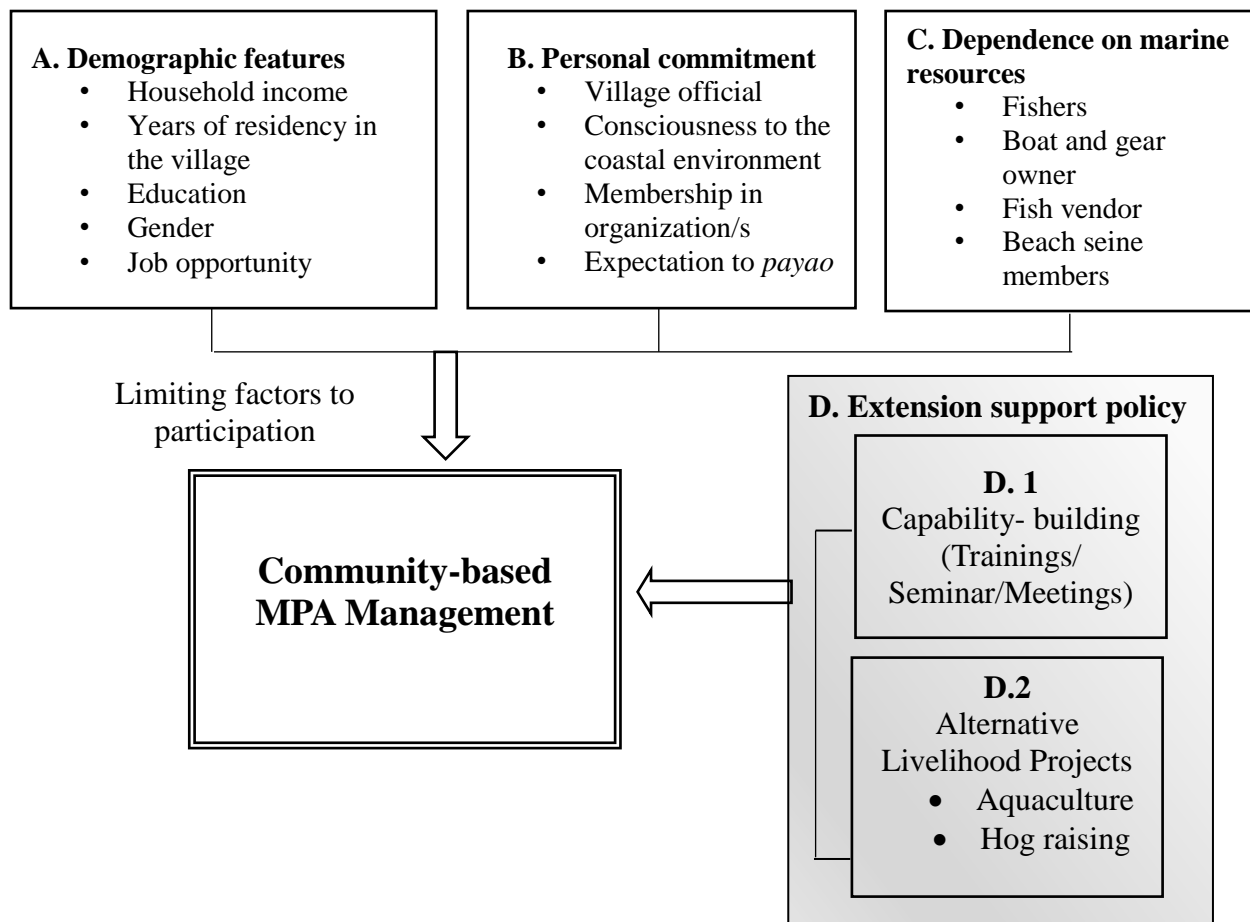 A. Demographic features
• Household income
• Years of residency in
the village
• Education
• Gender
• Job opportunity
B. Personal commitment
• Village official
• Consciousness to the
coastal environment
• Membership in
organization/s
• Expectation to payao
C. Dependence on marine
resources
• Fishers
• Boat and gear
owner
• Fish vendor
• Beach seine
members
Limiting factors to
participation
Community-based
MPA Management
D. Extension support policy
D. 1
Capability- building
(Trainings/
Seminar/Meetings)
D.2
Alternative
Livelihood Projects
• Aquaculture
• Hog raising